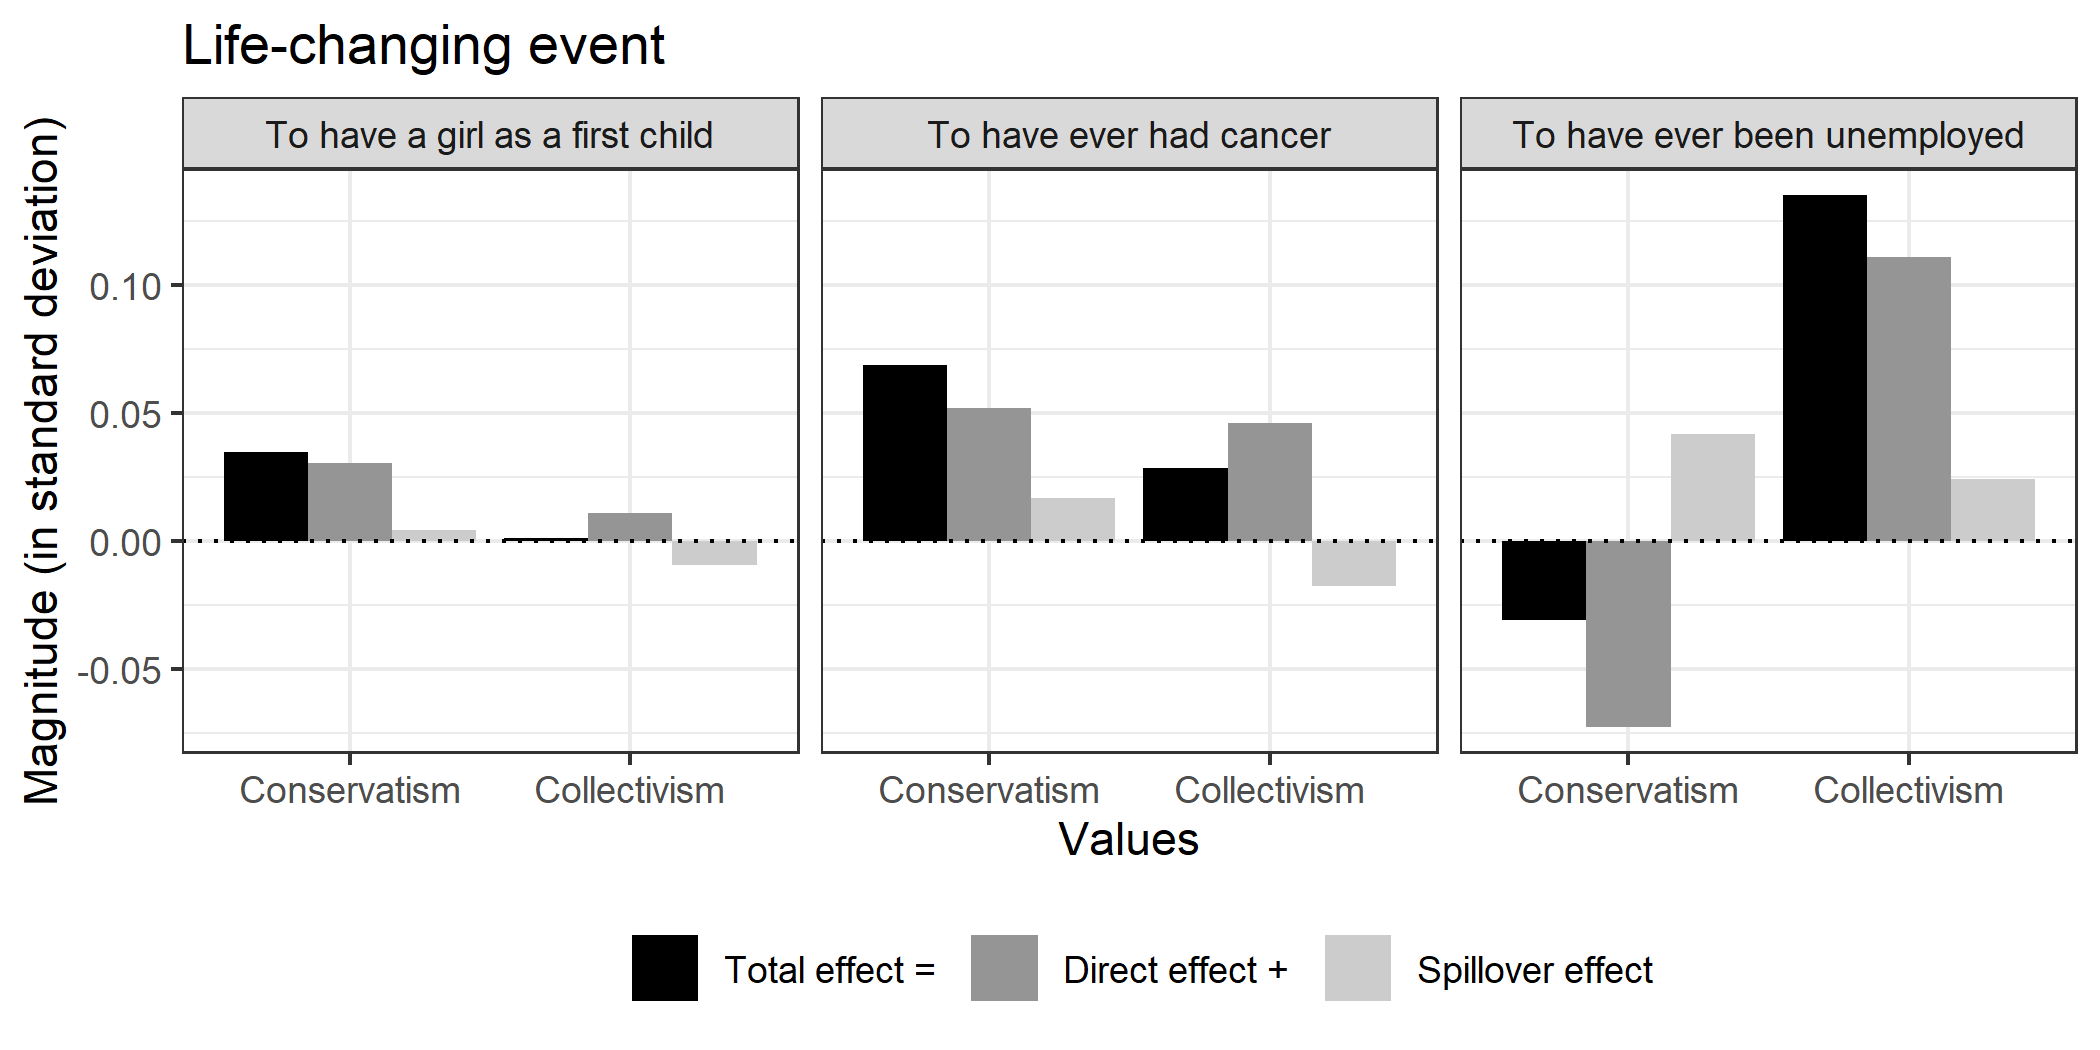 Life-changing event
To have a girl as a first child
To have ever had cancer
To have ever been unemployed
Magnitude (in standard deviation)
0.10
0.05
0.00
-0.05
Conservatism
Collectivism
Conservatism
Collectivism
Conservatism
Collectivism
Values
Total effect =
Direct effect +
Spillover effect